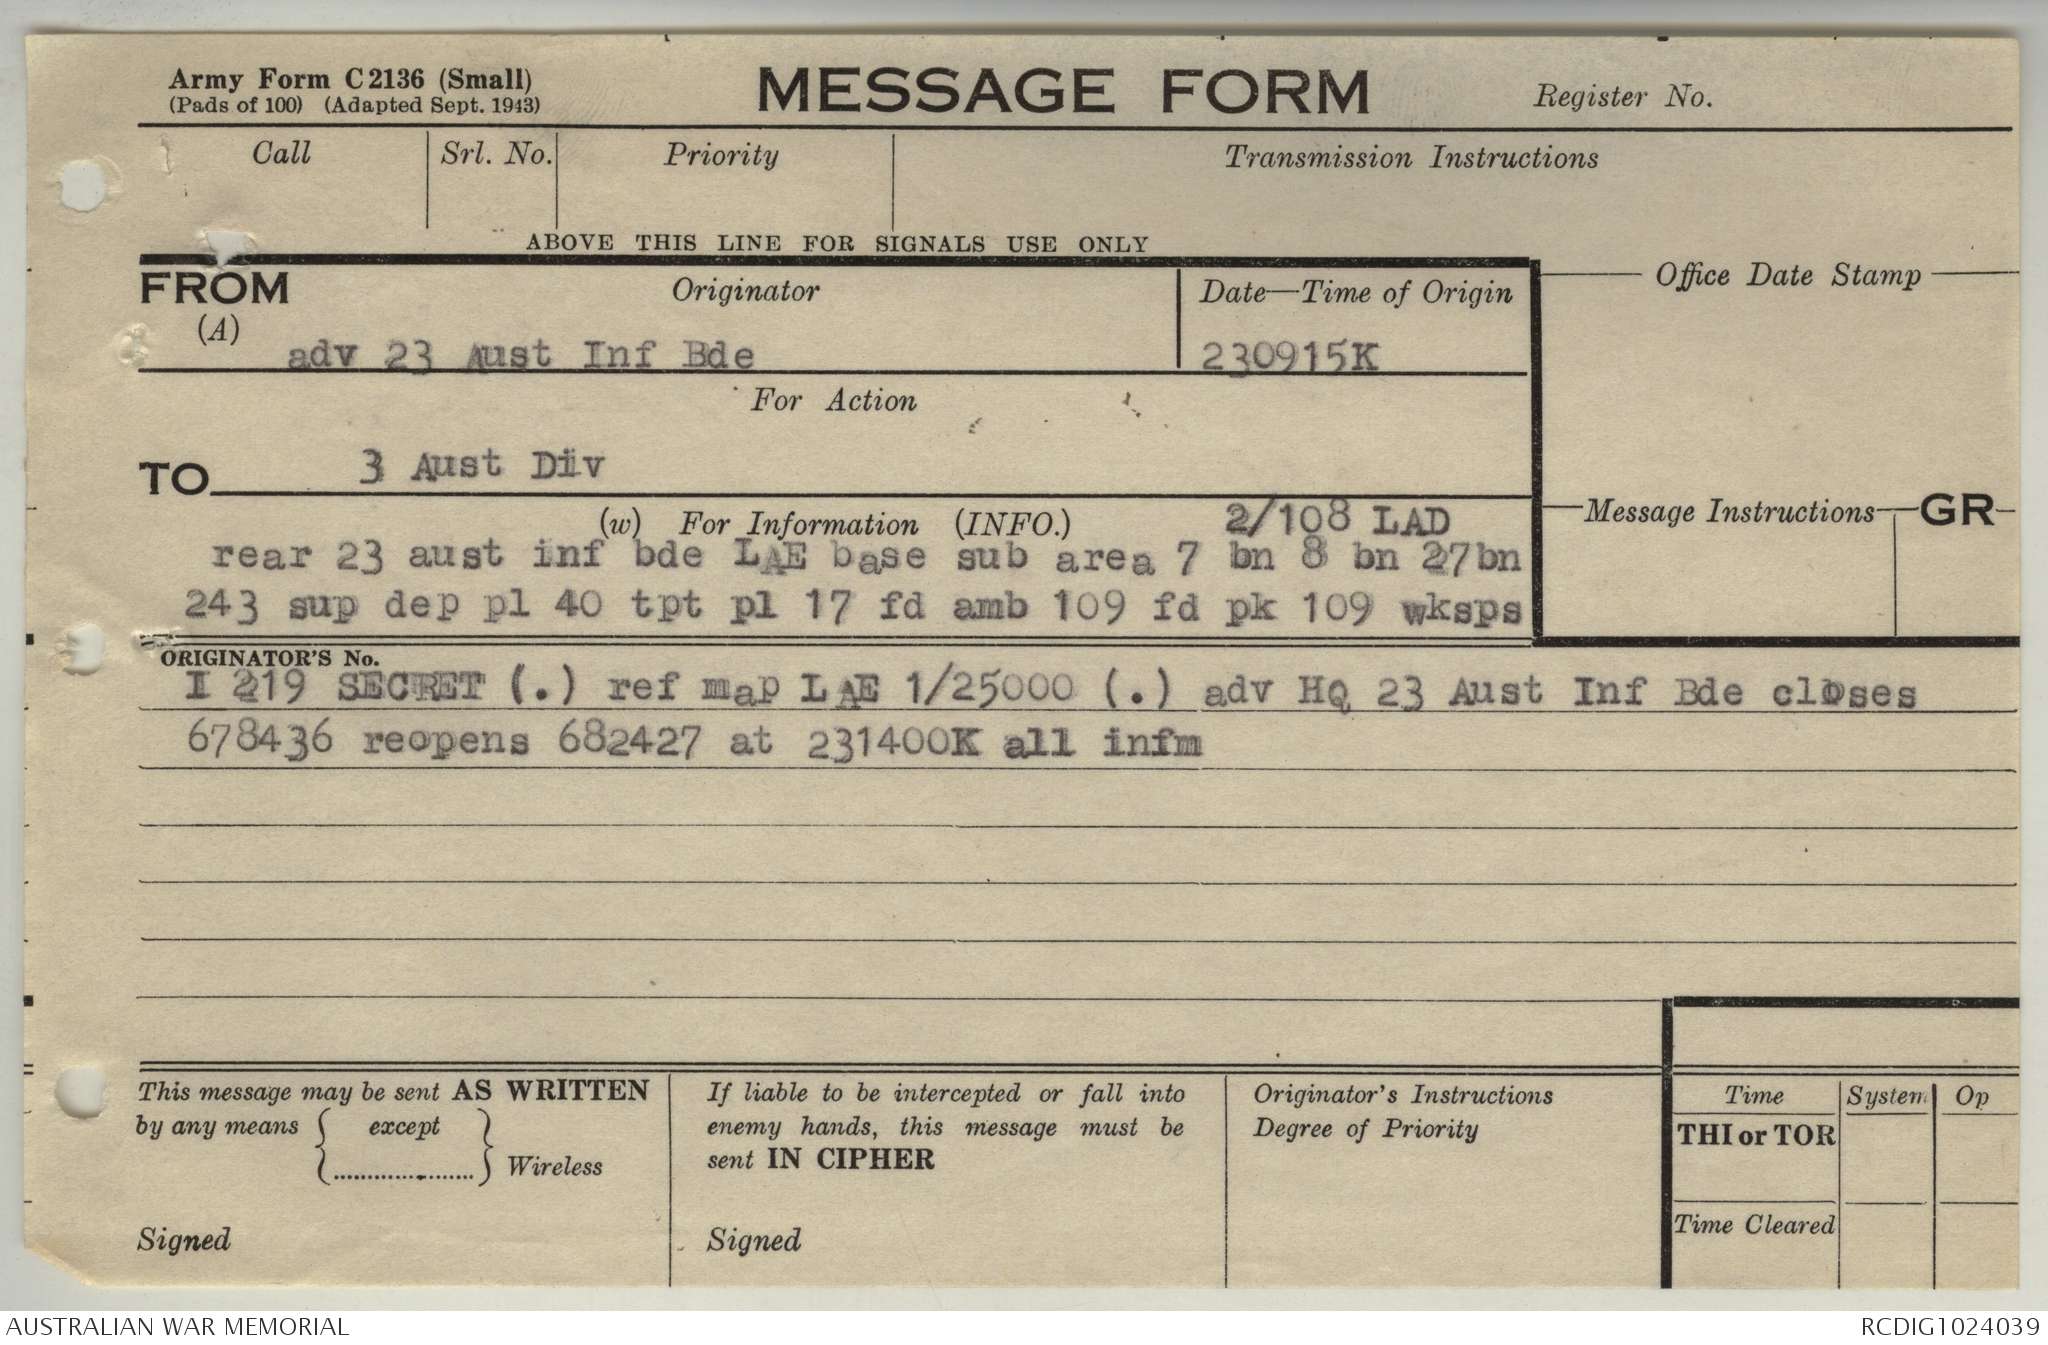 Army Form C2136 (Small)
(Pads of 100) (Adapted Sept. 1943)
MESSAGE FORM
Register No.
Call
Srl. No.
Priority
Transmission Instructions
ABOVE THIS LINE FOR SIGNALS USE ONLY
FROM
(A)
Originator
adv 23 Aust Inf Bde
Date—Time of Origin
230915K
Office Date Stamp
For Action
TO
3 Aust Div
(w) For Information (INFO.)
2/108 LAD
rear 23 aust inf bde LAE base sub area 7 bn 8 bn 27bn
243 sup dep pl 40 tpt pl 17 fd amb 109 fd pk 109 wksps
Message Instructions
GR
ORIGINATOR'S No.
I 219 SECRET (.) ref map LAE 1/25000 (.) adv HQ 23 Aust Inf Bde closes
678436 reopens 682427 at 231400K all infm
This message may be sent AS WRITTEN
by any means { except
{....................} Wireless
Signed
If liable to be intercepted or fall into
enemy hands, this message must be
sent IN CIPHER
Signed
Originator's Instructions
Degree of Priority
Time
System
Op
THI or TOR
Time Cleared
AUSTRALIAN WAR MEMORIAL
RCDIG1024039